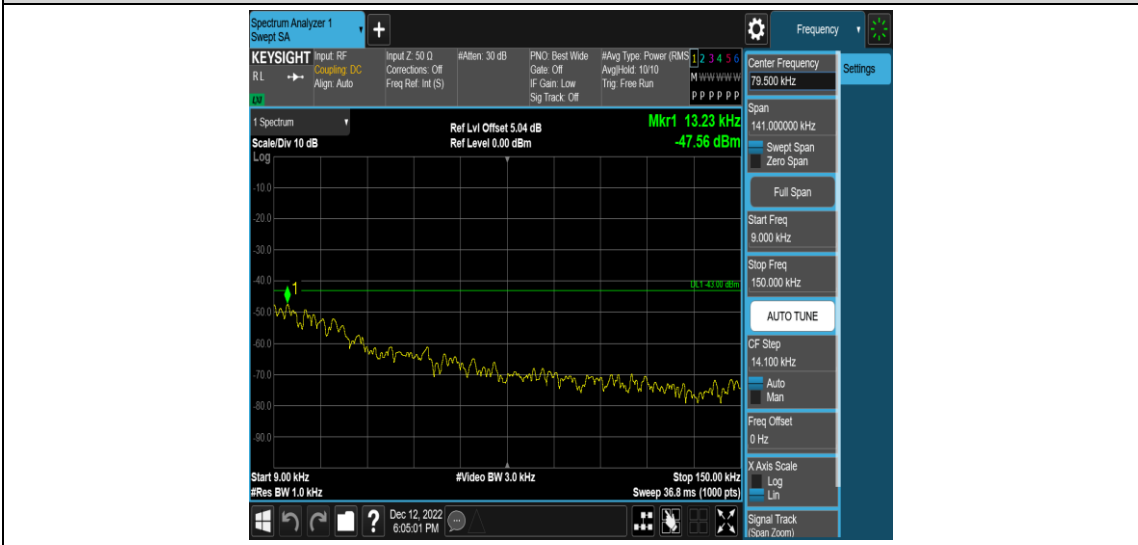 Spectrum Analyzer 1
Swept SA
+
Frequency
KEYSIGHT
RL
LXI
Input: RF
Coupling: DC
Align: Auto
Input Z: 50 Ω
Corrections: Off
Freq Ref: Int (S)
#Atten: 30 dB
PNO: Best Wide
Gate: Off
IF Gain: Low
Sig Track: Off
#Avg Type: Power (RMS
Avg|Hold: 10/10
Trig: Free Run
1 2 3 4 5 6
M W W W W W
P P P P P P
1 Spectrum
Scale/Div 10 dB
Ref Lvl Offset 5.04 dB
Ref Level 0.00 dBm
Mkr1 13.23 kHz
-47.56 dBm
Log
-10.0
-20.0
-30.0
-40.0
-50.0
-60.0
-70.0
-80.0
-90.0
1
DL1 -43.00 dBm
Start 9.00 kHz
#Res BW 1.0 kHz
#Video BW 3.0 kHz
Stop 150.00 kHz
Sweep 36.8 ms (1000 pts)
?
Dec 12, 2022
6:05:01 PM
Center Frequency
79.500 kHz
Settings
Span
141.000000 kHz
Swept Span
Zero Span
Full Span
Start Freq
9.000 kHz
Stop Freq
150.000 kHz
AUTO TUNE
CF Step
14.100 kHz
Auto
Man
Freq Offset
0 Hz
X Axis Scale
Log
Lin
Signal Track
(Span Zoom)